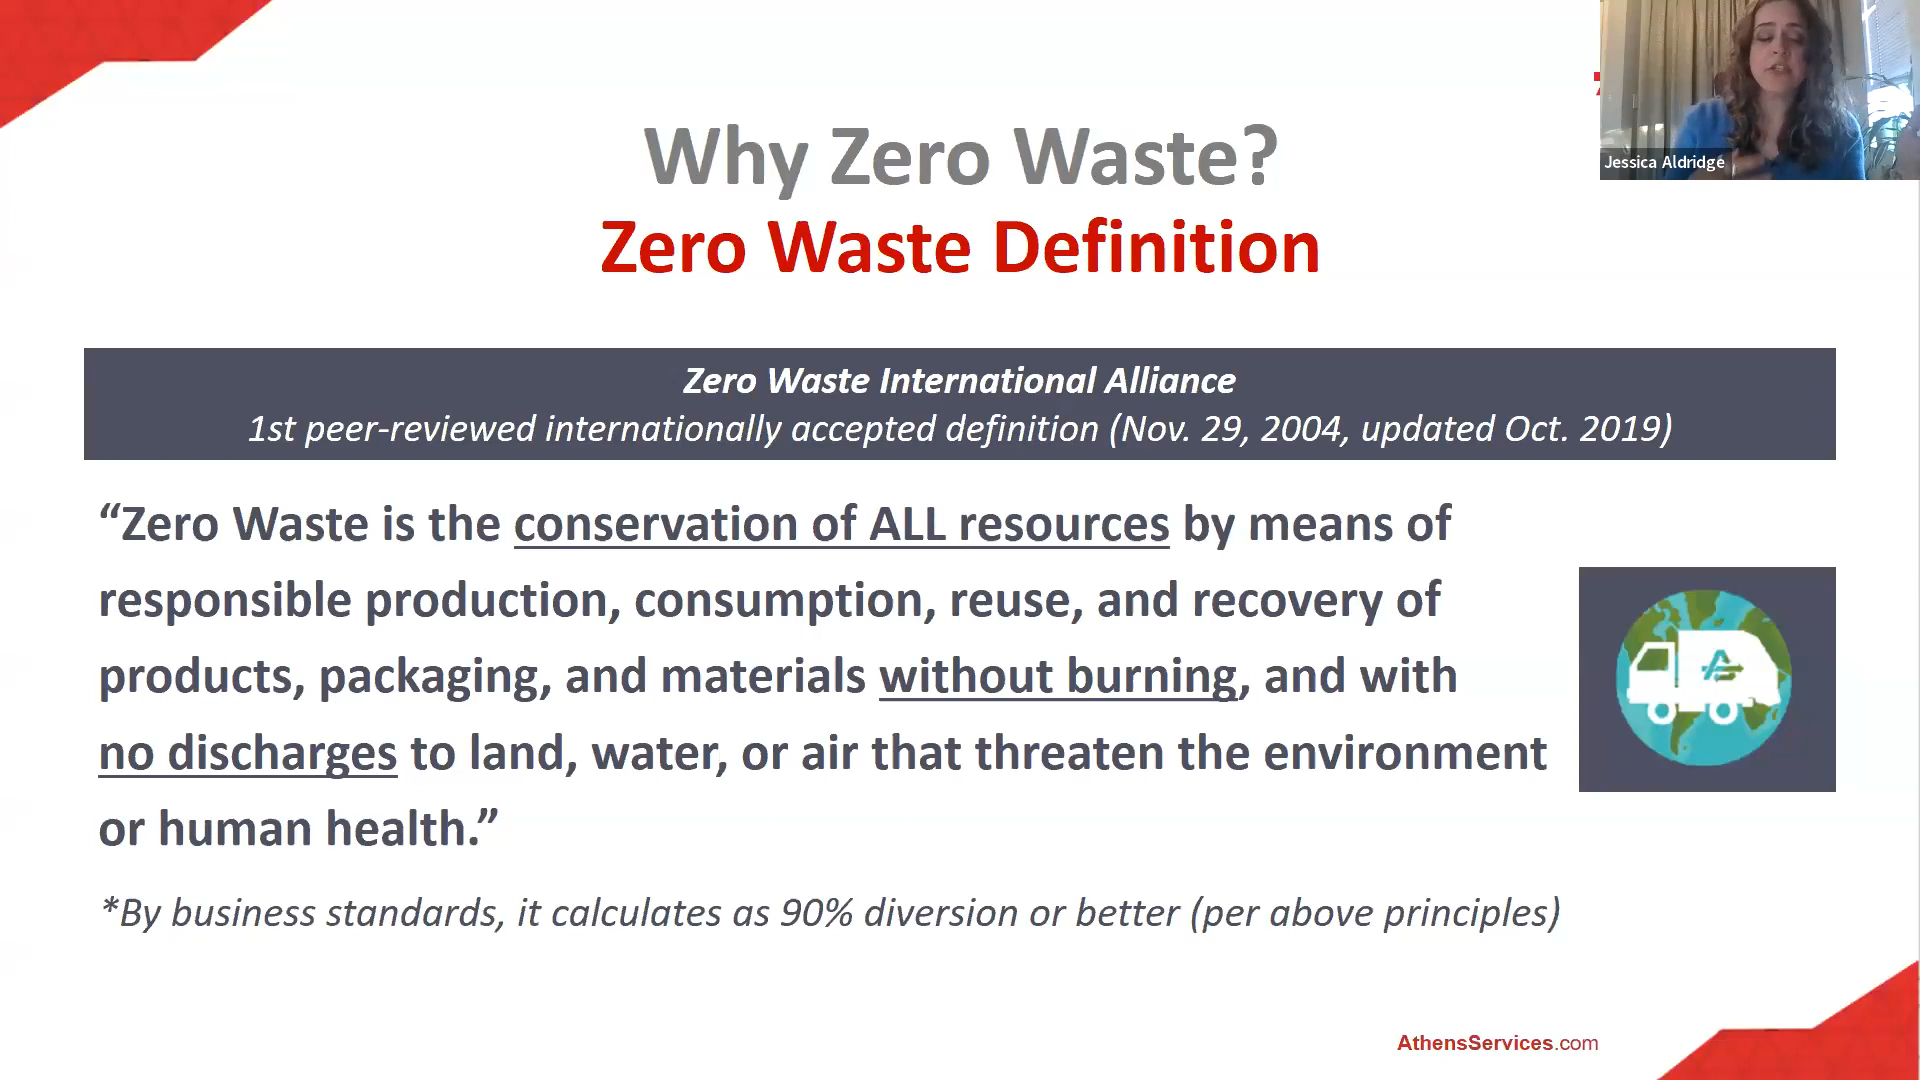 Jessica Aldridge
Why Zero Waste?
Zero Waste Definition
Zero Waste International Alliance
1st peer-reviewed internationally accepted definition (Nov. 29, 2004, updated Oct. 2019)
“Zero Waste is the conservation of ALL resources by means of
responsible production, consumption, reuse, and recovery of
products, packaging, and materials without burning, and with
no discharges to land, water, or air that threaten the environment
or human health.”
*By business standards, it calculates as 90% diversion or better (per above principles)
AthensServices.com